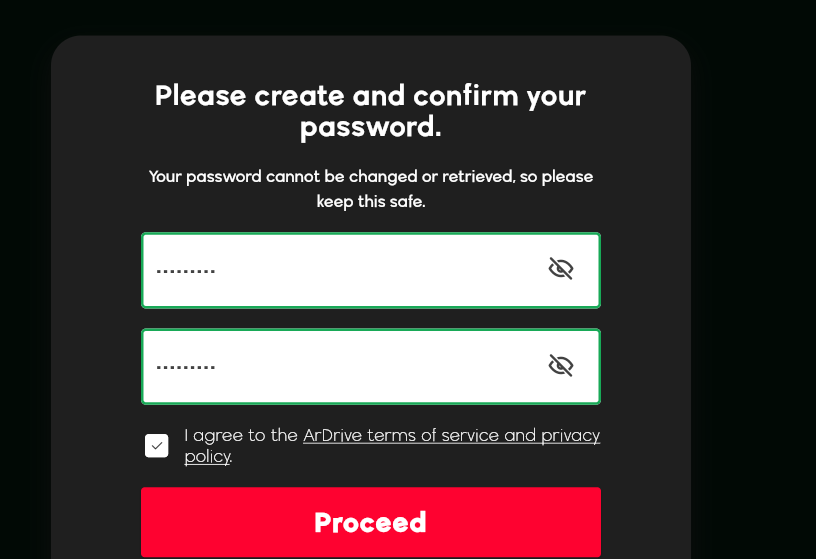 Please create and confirm your
password.
Your password cannot be changed or retrieved, so please
keep this safe.
.........
.........
I agree to the ArDrive terms of service and privacy
policy.
Proceed